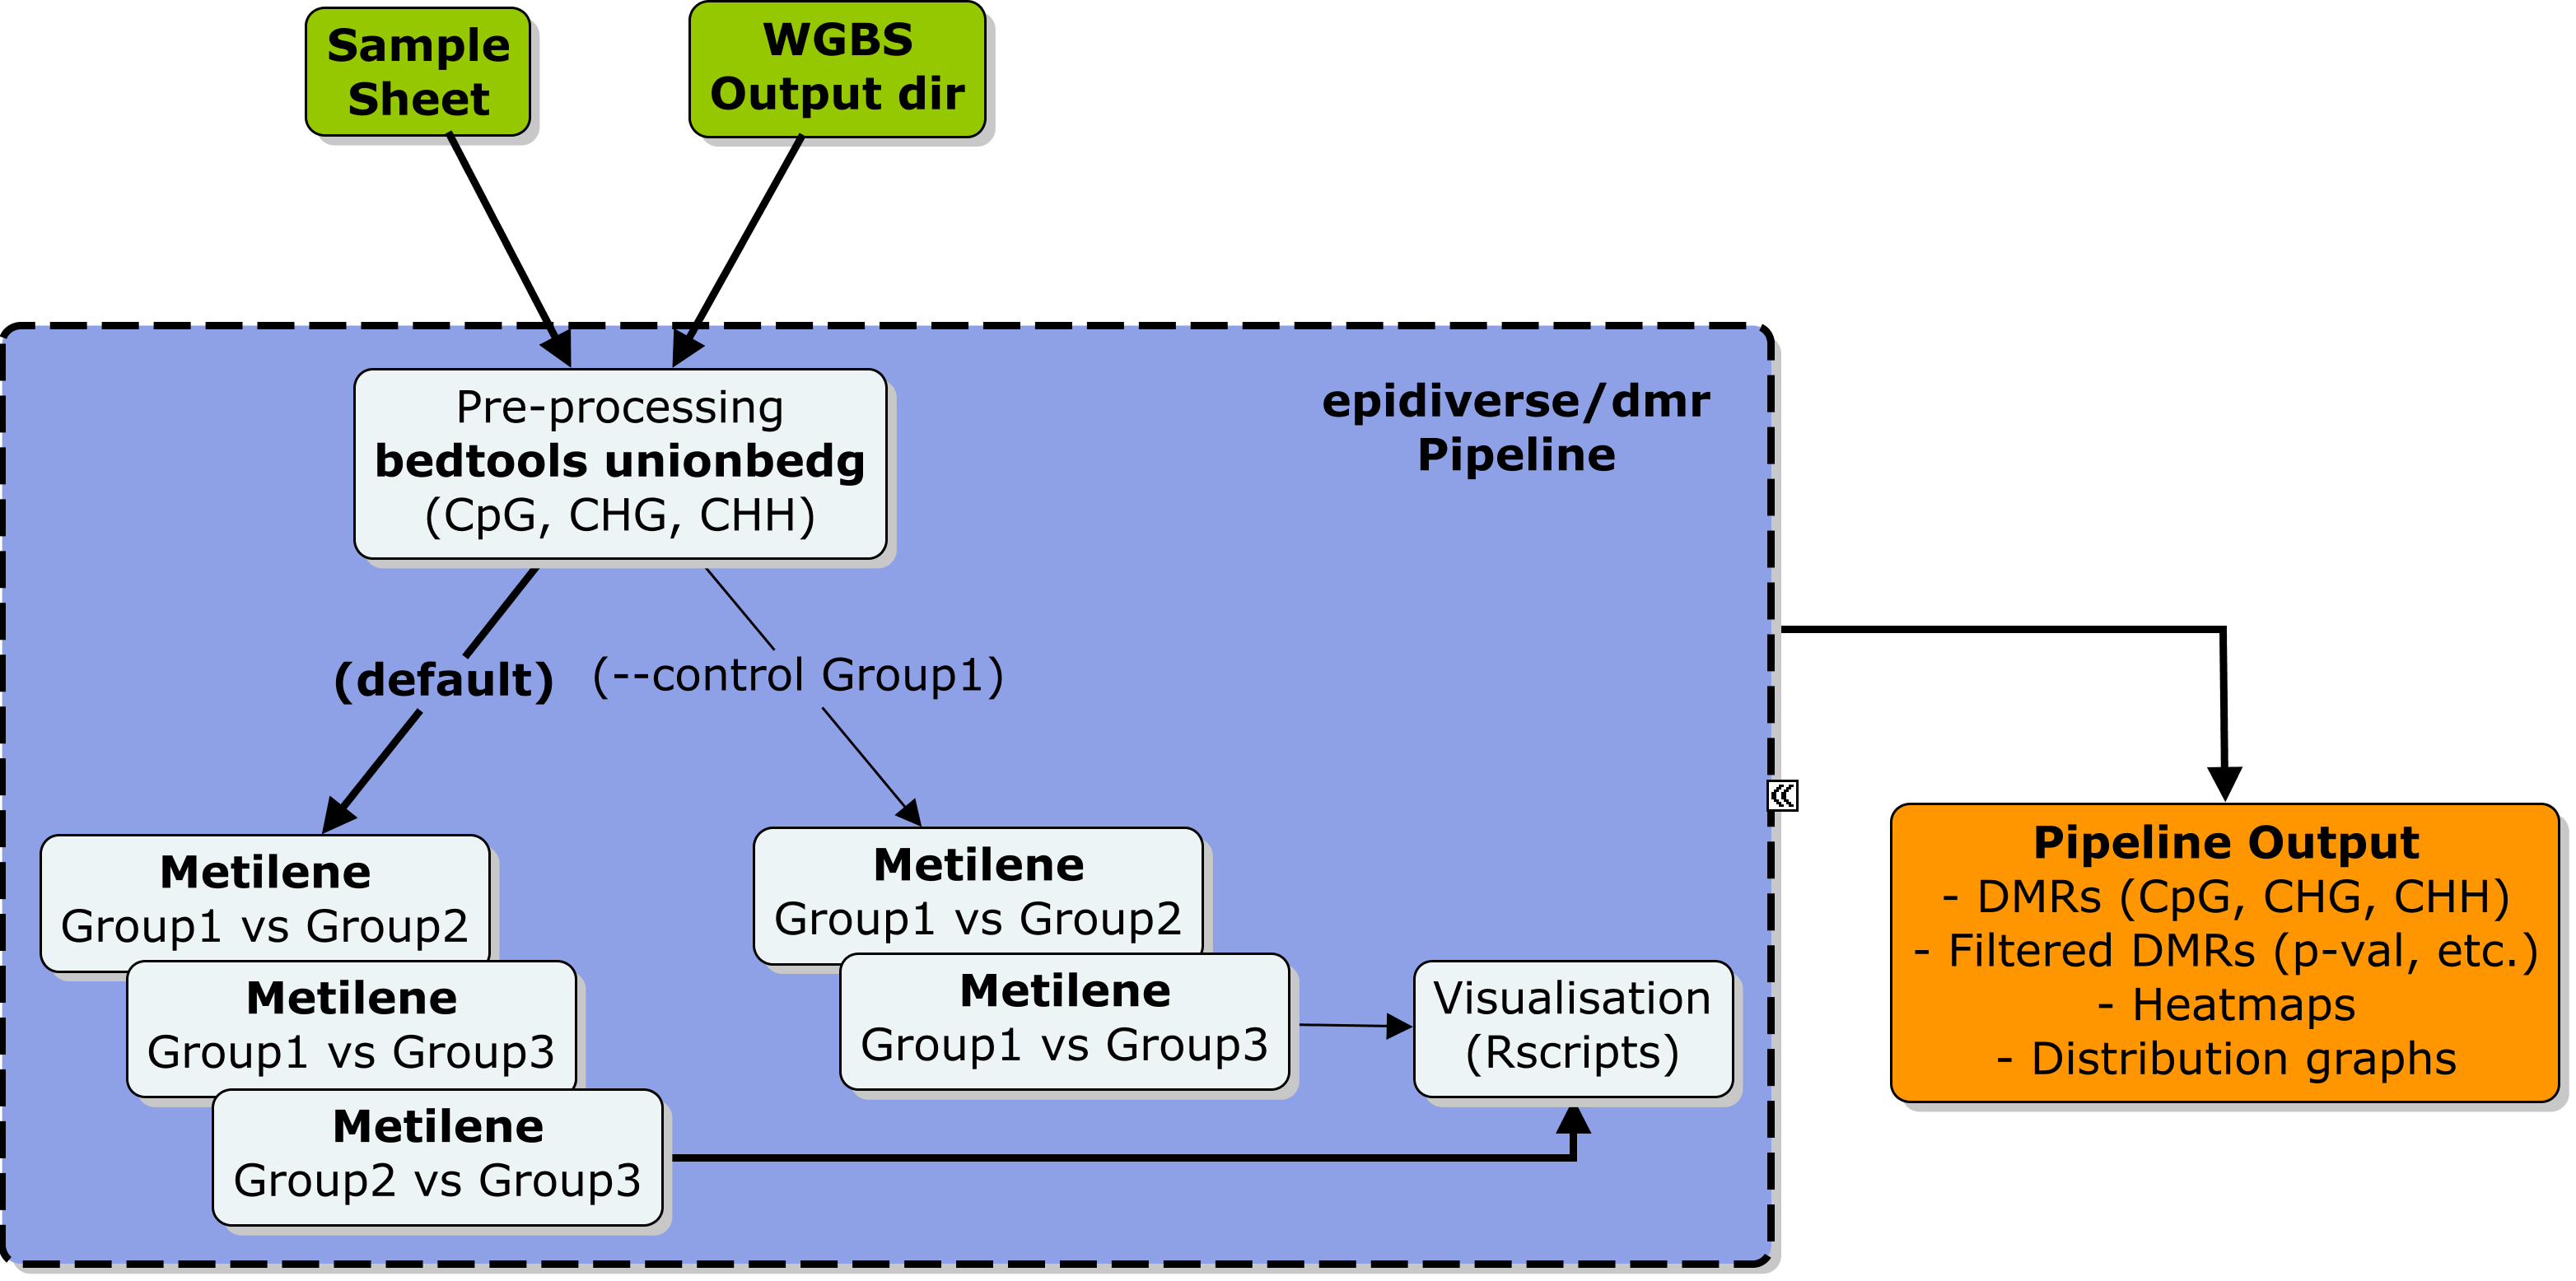 Sample
Sheet
WGBS
Output dir
Pre-processing
bedtools unionbedg
(CpG, CHG, CHH)
epidiverse/dmr
Pipeline
(default)
(--control Group1)
Metilene
Group1 vs Group2
Metilene
Group1 vs Group3
Metilene
Group2 vs Group3
Metilene
Group1 vs Group2
Metilene
Group1 vs Group3
Visualisation
(Rscripts)
Pipeline Output
- DMRs (CpG, CHG, CHH)
- Filtered DMRs (p-val, etc.)
- Heatmaps
- Distribution graphs